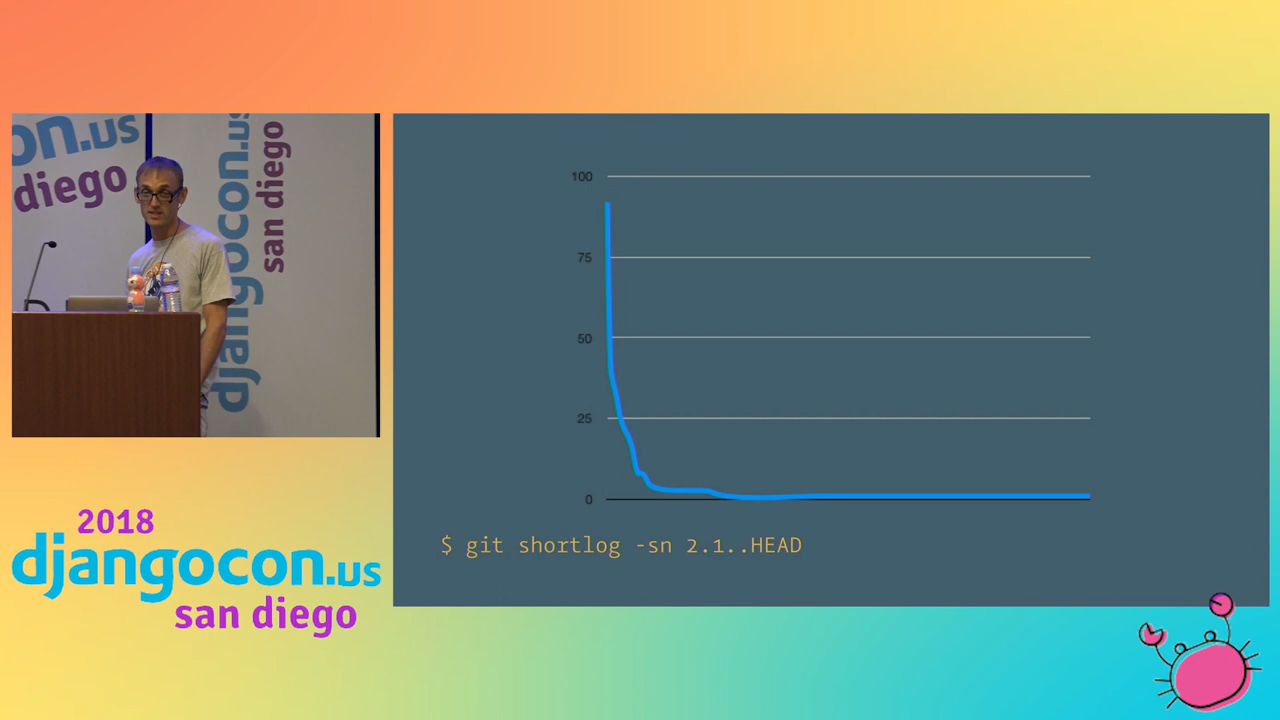 on.us
diego
djangocon.us
san diego
100
75
50
25
0
$ git shortlog -sn 2.1..HEAD
2018
djangocon.us
san diego